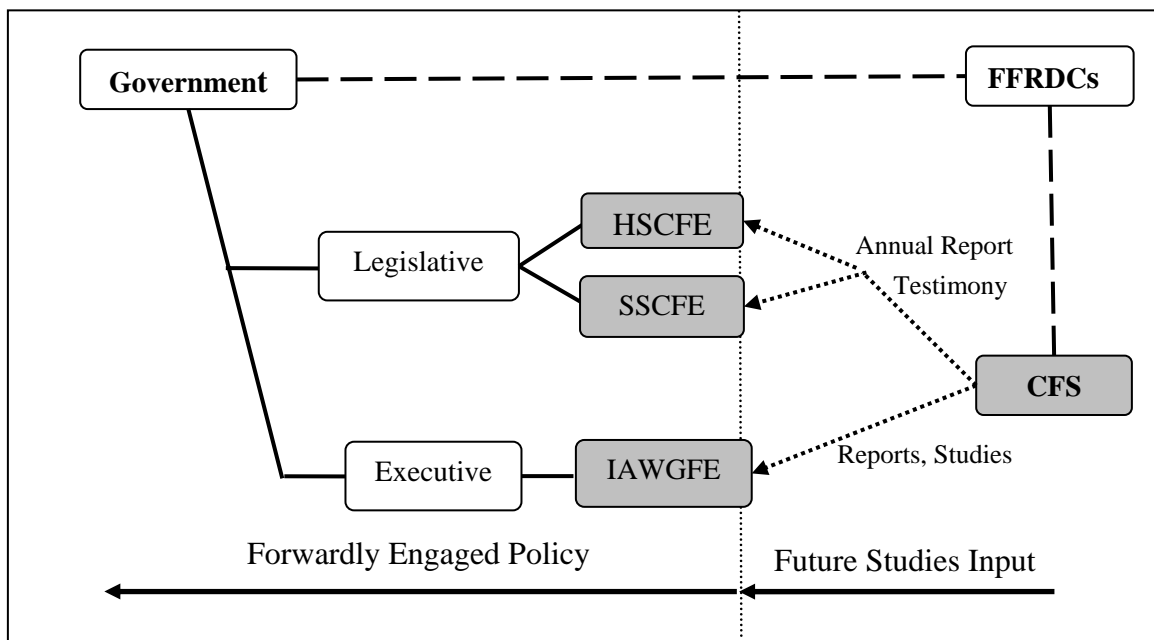 Government
FFRDCs
HSCFE
Legislative
Annual Report
Testimony
SSCFE
CFS
Executive
IAWGFE
Reports, Studies
Forwardly Engaged Policy
Future Studies Input